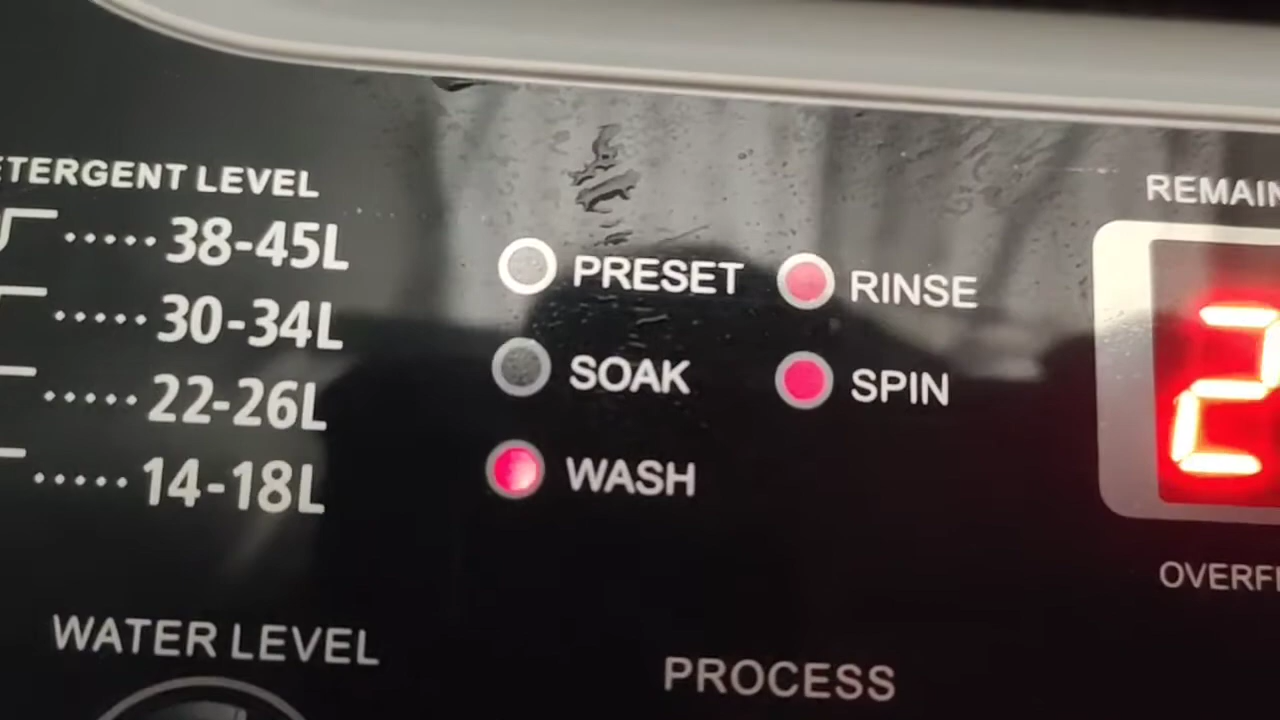 ETERGENT LEVEL
.....38-45L
.....30-34L
.....22-26L
.....14-18L
WATER LEVEL
PRESET
SOAK
WASH
RINSE
SPIN
PROCESS
REMAIN
2
OVERF